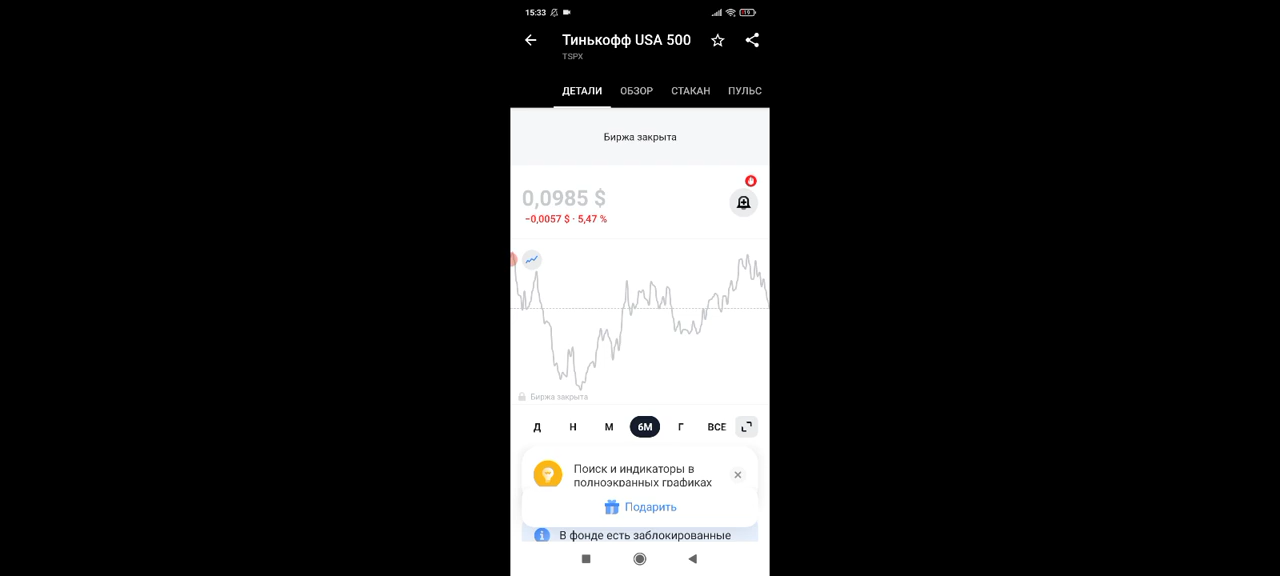 15:33
19
Тинькофф USA 500
TSPX
ДЕТАЛИ ОБЗОР СТАКАН ПУЛЬС
Биржа закрыта
0,0985 $
−0,0057 $ · 5,47 %
Биржа закрыта
Д Н М 6М Г ВСЕ
Поиск и индикаторы в
полноэкранных графиках
Подарить
В фонде есть заблокированные